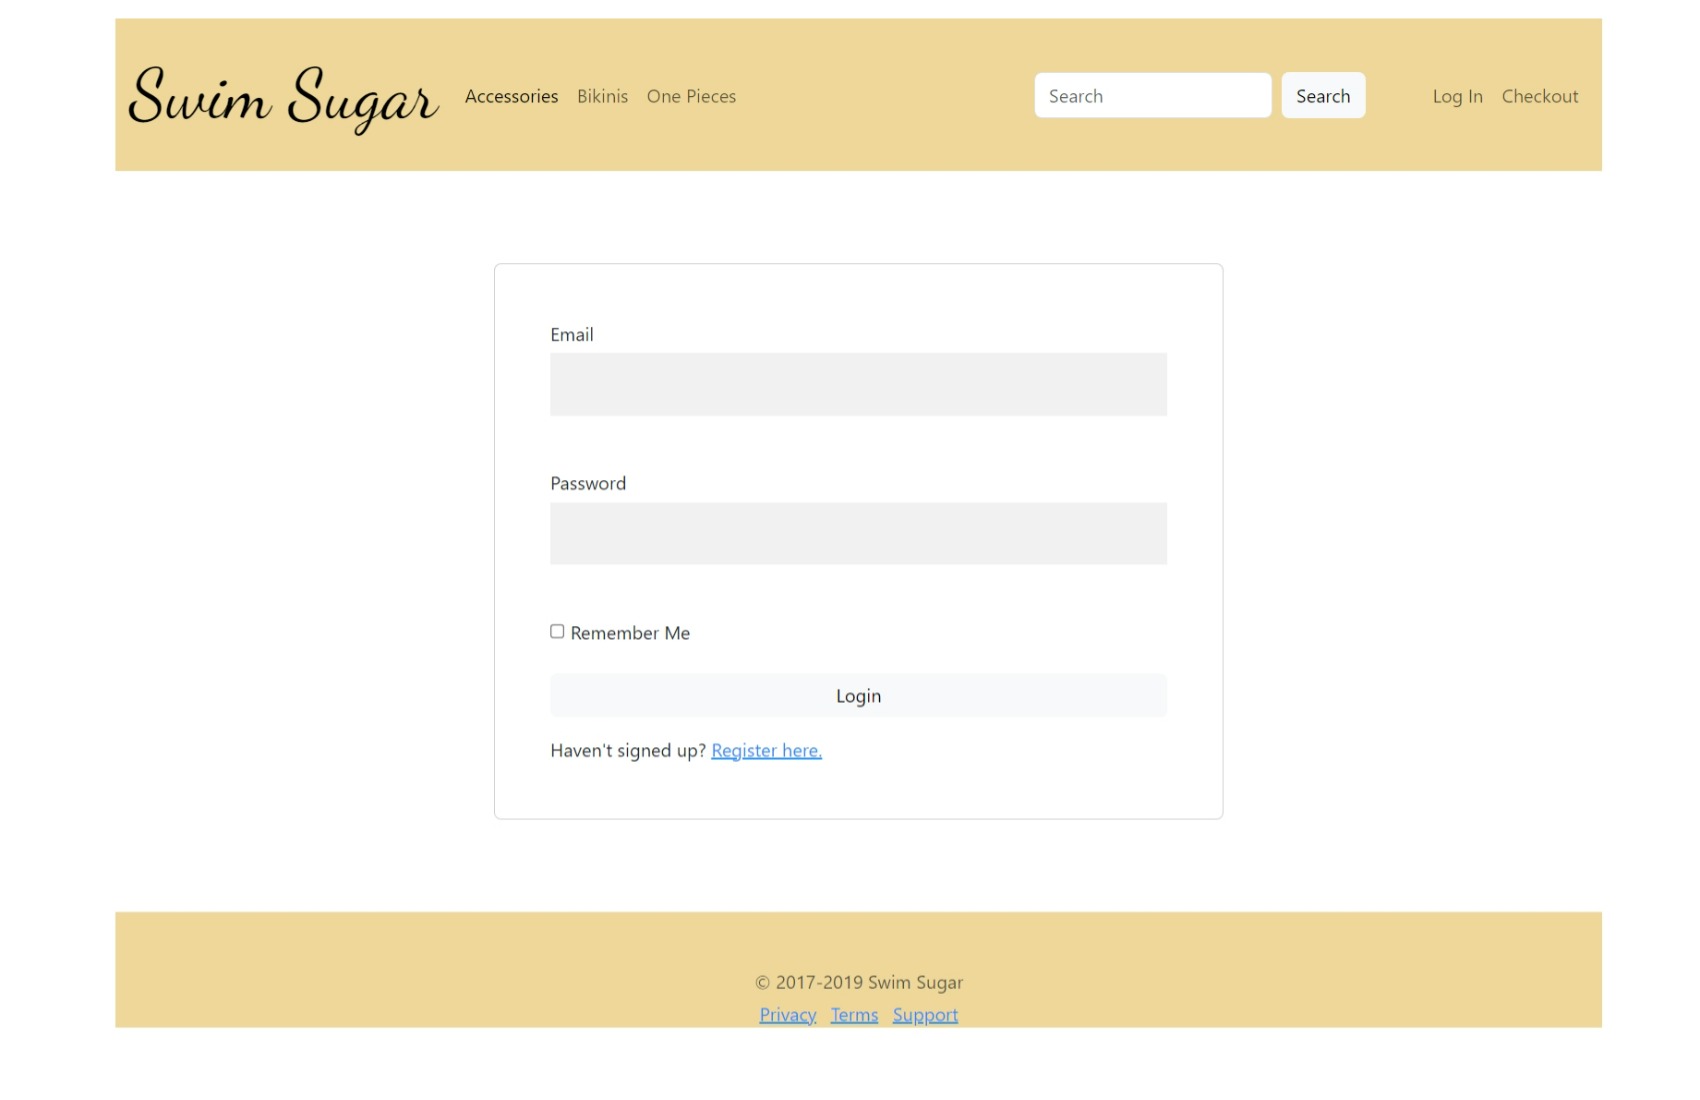 Swim Sugar Accessories Bikinis One Pieces Search Search Log In Checkout
Email
Password
Remember Me
Login
Haven't signed up? Register here.
© 2017-2019 Swim Sugar
Privacy Terms Support